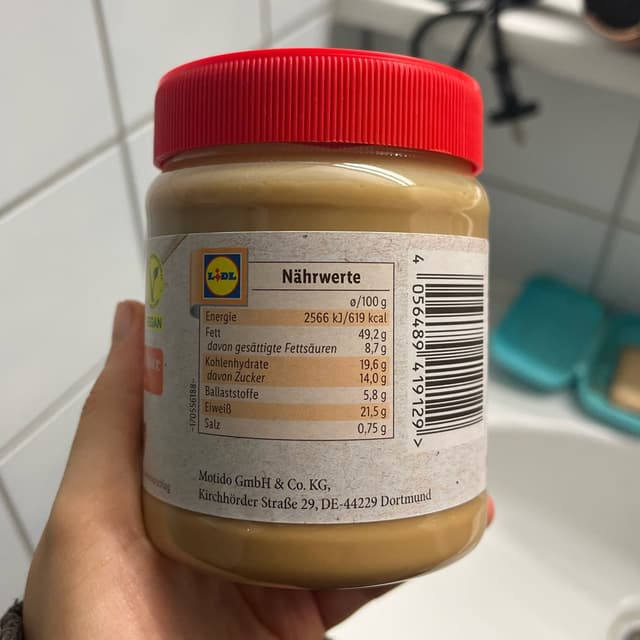 LIDL
VEGAN
Nährwerte
ø/100 g
Energie 2566 kJ/619 kcal
Fett 49,2 g
davon gesättigte Fettsäuren 8,7 g
Kohlenhydrate 19,6 g
davon Zucker 14,0 g
Ballaststoffe 5,8 g
Eiweiß 21,5 g
Salz 0,75 g
-170556188-
Motido GmbH & Co. KG,
Kirchhörder Straße 29, DE-44229 Dortmund
4 056489 419129 >